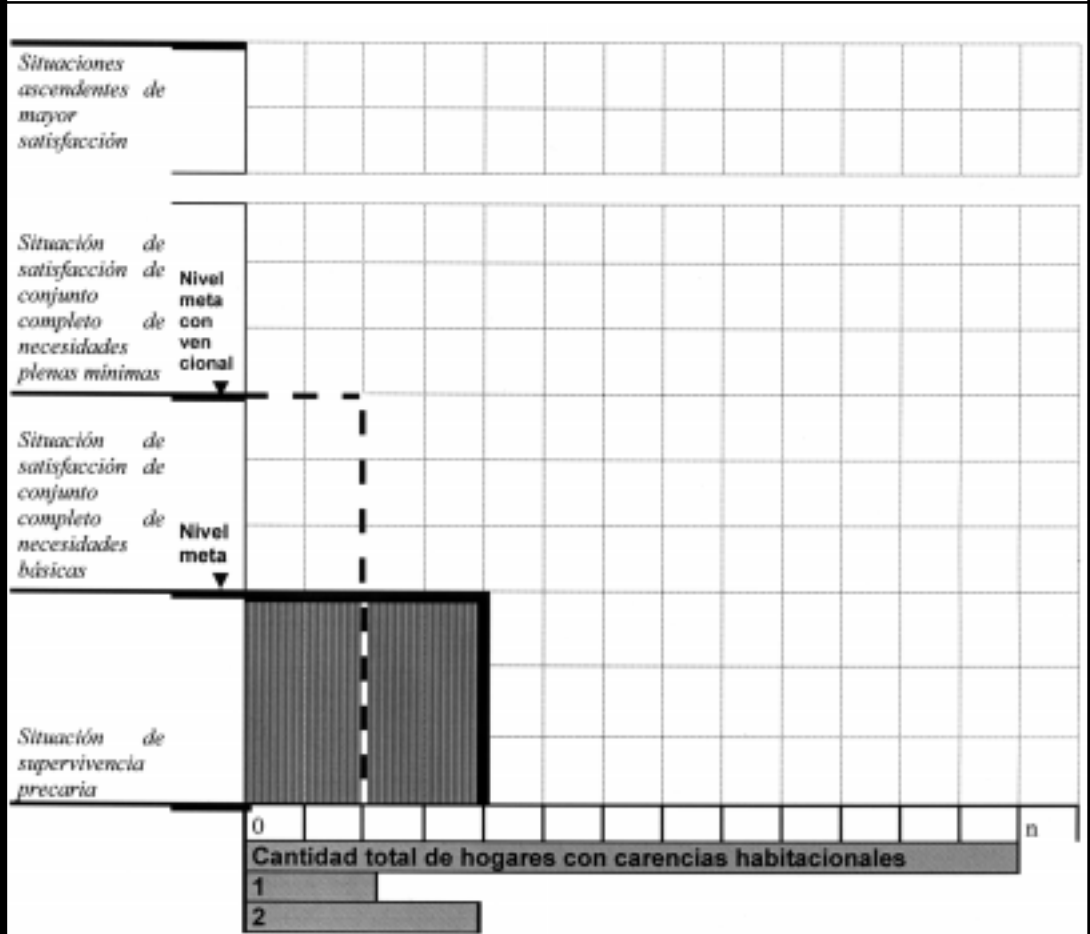 Situaciones
ascendentes de
mayor
satisfacción
Situación de
satisfacción de
conjunto
completo de
necesidades
plenas mínimas
Nivel
meta
con
ven
cional
Situación de
satisfacción de
conjunto
completo de
necesidades
básicas
Nivel
meta
Situación de
supervivencia
precaria
0 n
Cantidad total de hogares con carencias habitacionales
1
2